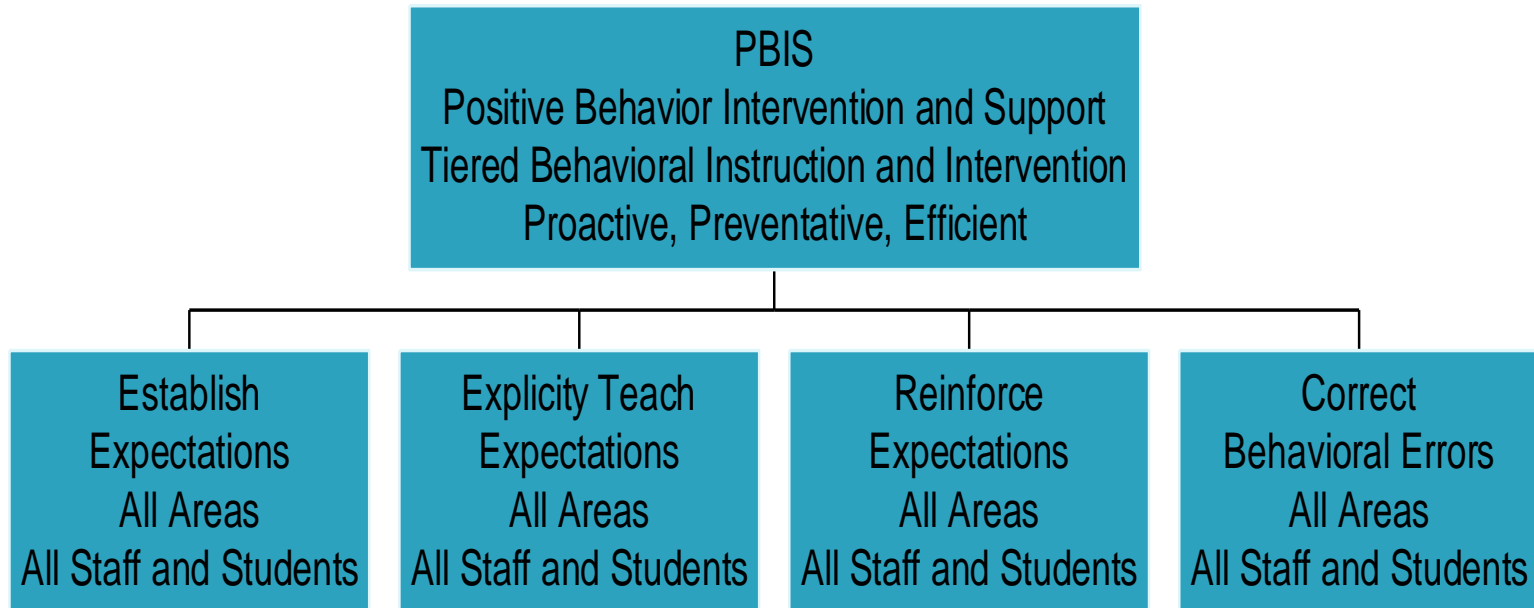 PBIS
Positive Behavior Intervention and Support
Tiered Behavioral Instruction and Intervention
Proactive, Preventative, Efficient
Establish
Expectations
All Areas
All Staff and Students
Explicity Teach
Expectations
All Areas
All Staff and Students
Reinforce
Expectations
All Areas
All Staff and Students
Correct
Behavioral Errors
All Areas
All Staff and Students